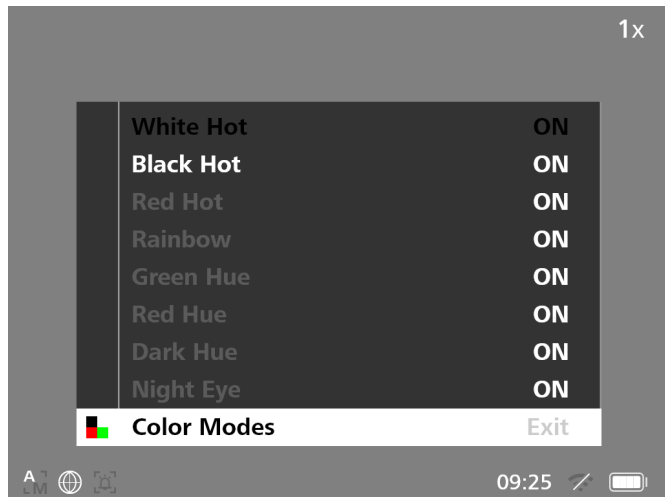 1x
White Hot ON
Black Hot ON
Red Hot ON
Rainbow ON
Green Hue ON
Red Hue ON
Dark Hue ON
Night Eye ON
Color Modes Exit
A M 09:25